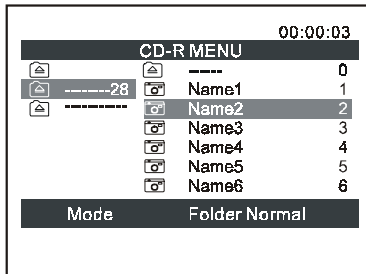 00:00:03
CD-R MENU
----- 0
-------28 Name1 1
---------- Name2 2
Name3 3
Name4 4
Name5 5
Name6 6
Mode Folder Normal